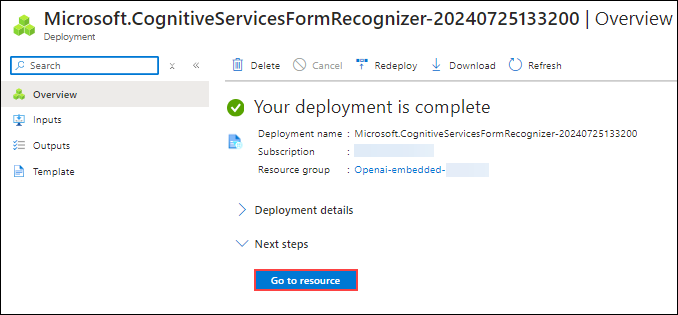 Microsoft.CognitiveServicesFormRecognizer-20240725133200 | Overview
Deployment
Search
Delete Cancel Redeploy Download Refresh
Overview
Inputs
Outputs
Template
Your deployment is complete
Deployment name : Microsoft.CognitiveServicesFormRecognizer-20240725133200
Subscription :
Resource group : Openai-embedded-
Deployment details
Next steps
Go to resource